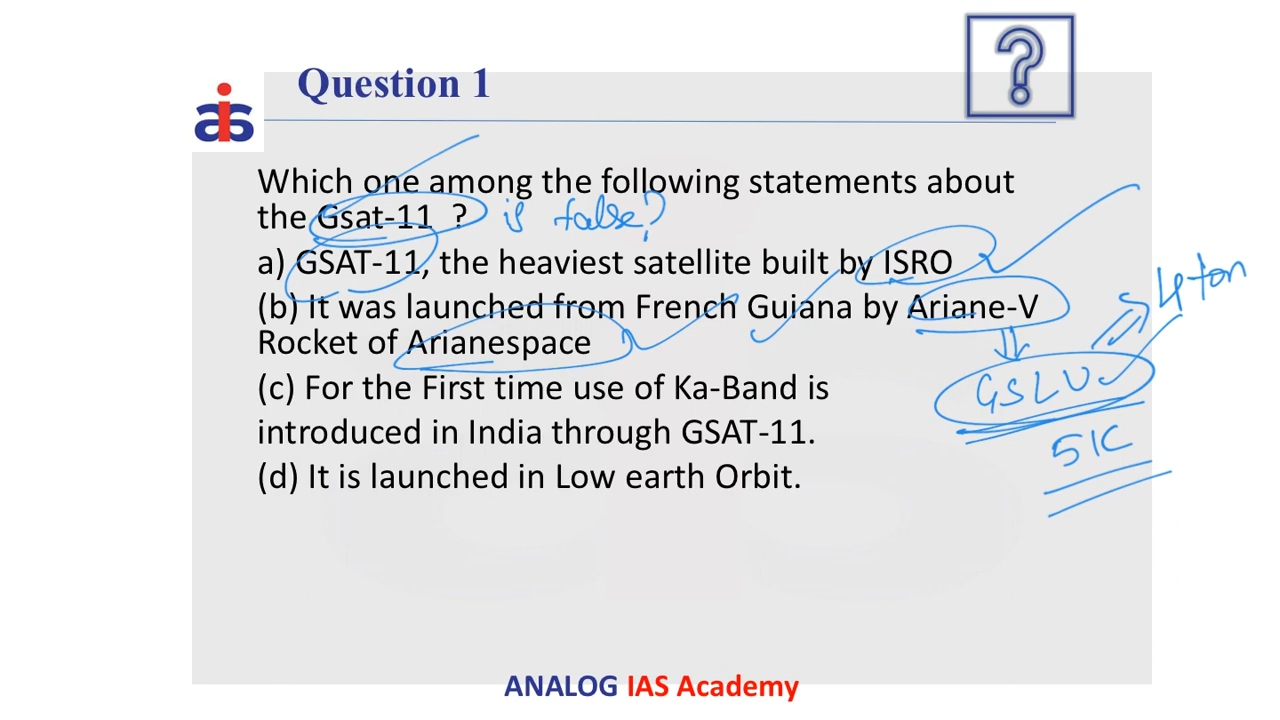 Question 1
ais
Which one among the following statements about
the Gsat-11 ? is false?
a) GSAT-11, the heaviest satellite built by ISRO
(b) It was launched from French Guiana by Ariane-V
Rocket of Arianespace
4 ton
GSLV
(c) For the First time use of Ka-Band is
introduced in India through GSAT-11.
51C
(d) It is launched in Low earth Orbit.
ANALOG IAS Academy